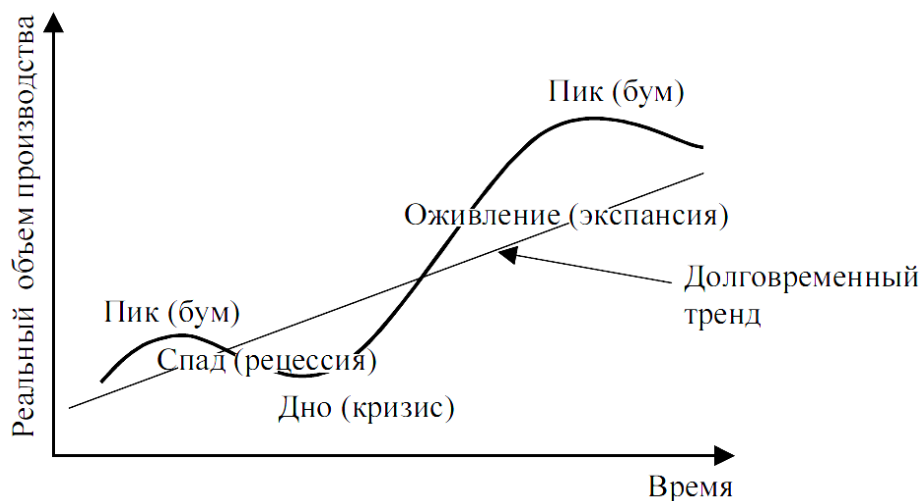 Реальный объем производства
Пик (бум)
Оживление (экспансия)
Долговременный
тренд
Пик (бум)
Спад (рецессия)
Дно (кризис)
Время